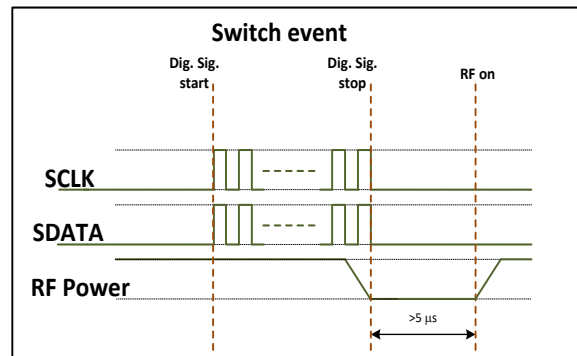 Switch event
Dig. Sig.
start
Dig. Sig.
stop
RF on
SCLK
SDATA
RF Power
>5 µs